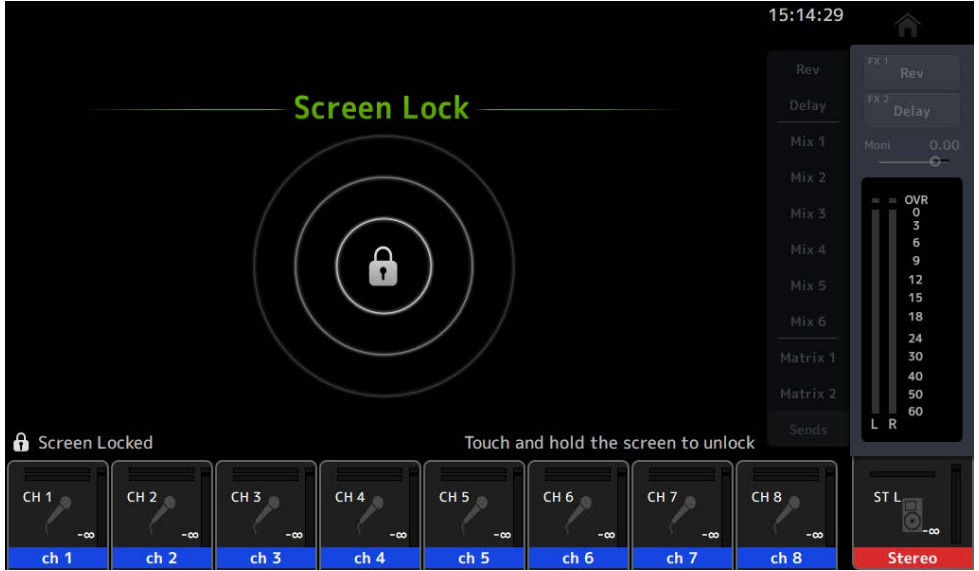 15:14:29
Screen Lock
Rev
Delay
Mix 1
Mix 2
Mix 3
Mix 4
Mix 5
Mix 6
Matrix 1
Matrix 2
Sends
FX 1
Rev
FX 2
Delay
Moni 0.00
OVR
0
3
6
9
12
15
18
24
30
40
50
60
L R
Screen Locked
Touch and hold the screen to unlock
CH 1
-∞
ch 1
CH 2
-∞
ch 2
CH 3
-∞
ch 3
CH 4
-∞
ch 4
CH 5
-∞
ch 5
CH 6
-∞
ch 6
CH 7
-∞
ch 7
CH 8
-∞
ch 8
ST L
-∞
Stereo